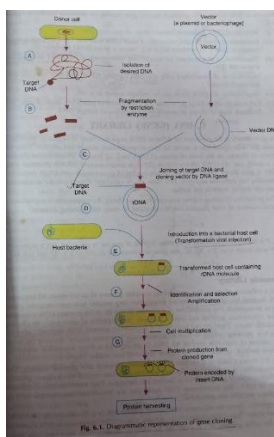 Donor cell
Vector
(a plasmid or bacteriophage)
Vector
A
Isolation of
desired DNA
Target
DNA
B
Fragmentation
by restriction
enzyme
Vector DN
C
Joining of target DNA and
cloning vector by DNA ligase
Target
DNA
rDNA
D
Introduction into a bacterial host cell
(Transformation viral infection)
Host bacteria
E
Transformed host cell containing
rDNA molecule
F
Identification and selection
Amplification
Cell multiplication
G
Protein production from
cloned gene
Protein encoded by
insert DNA
Protein harvesting
Fig. 6.1. Diagrammatic representation of gene cloning.